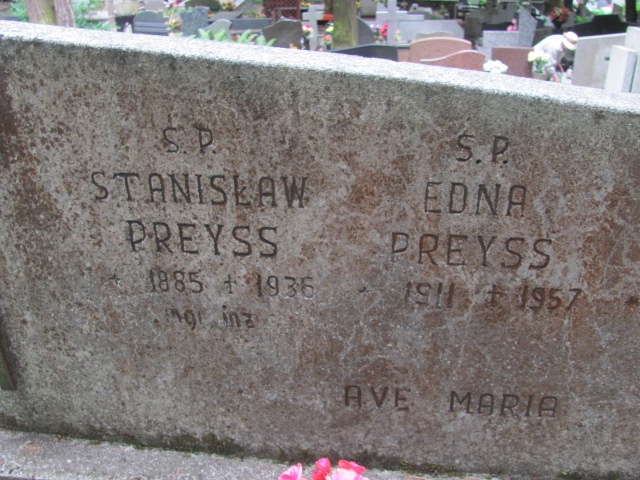 S.P.
STANISŁAW
PREYSS
* 1885 + 1936
mgr inż
S.P.
EDNA
PREYSS
* 1911 + 1957
AVE MARIA